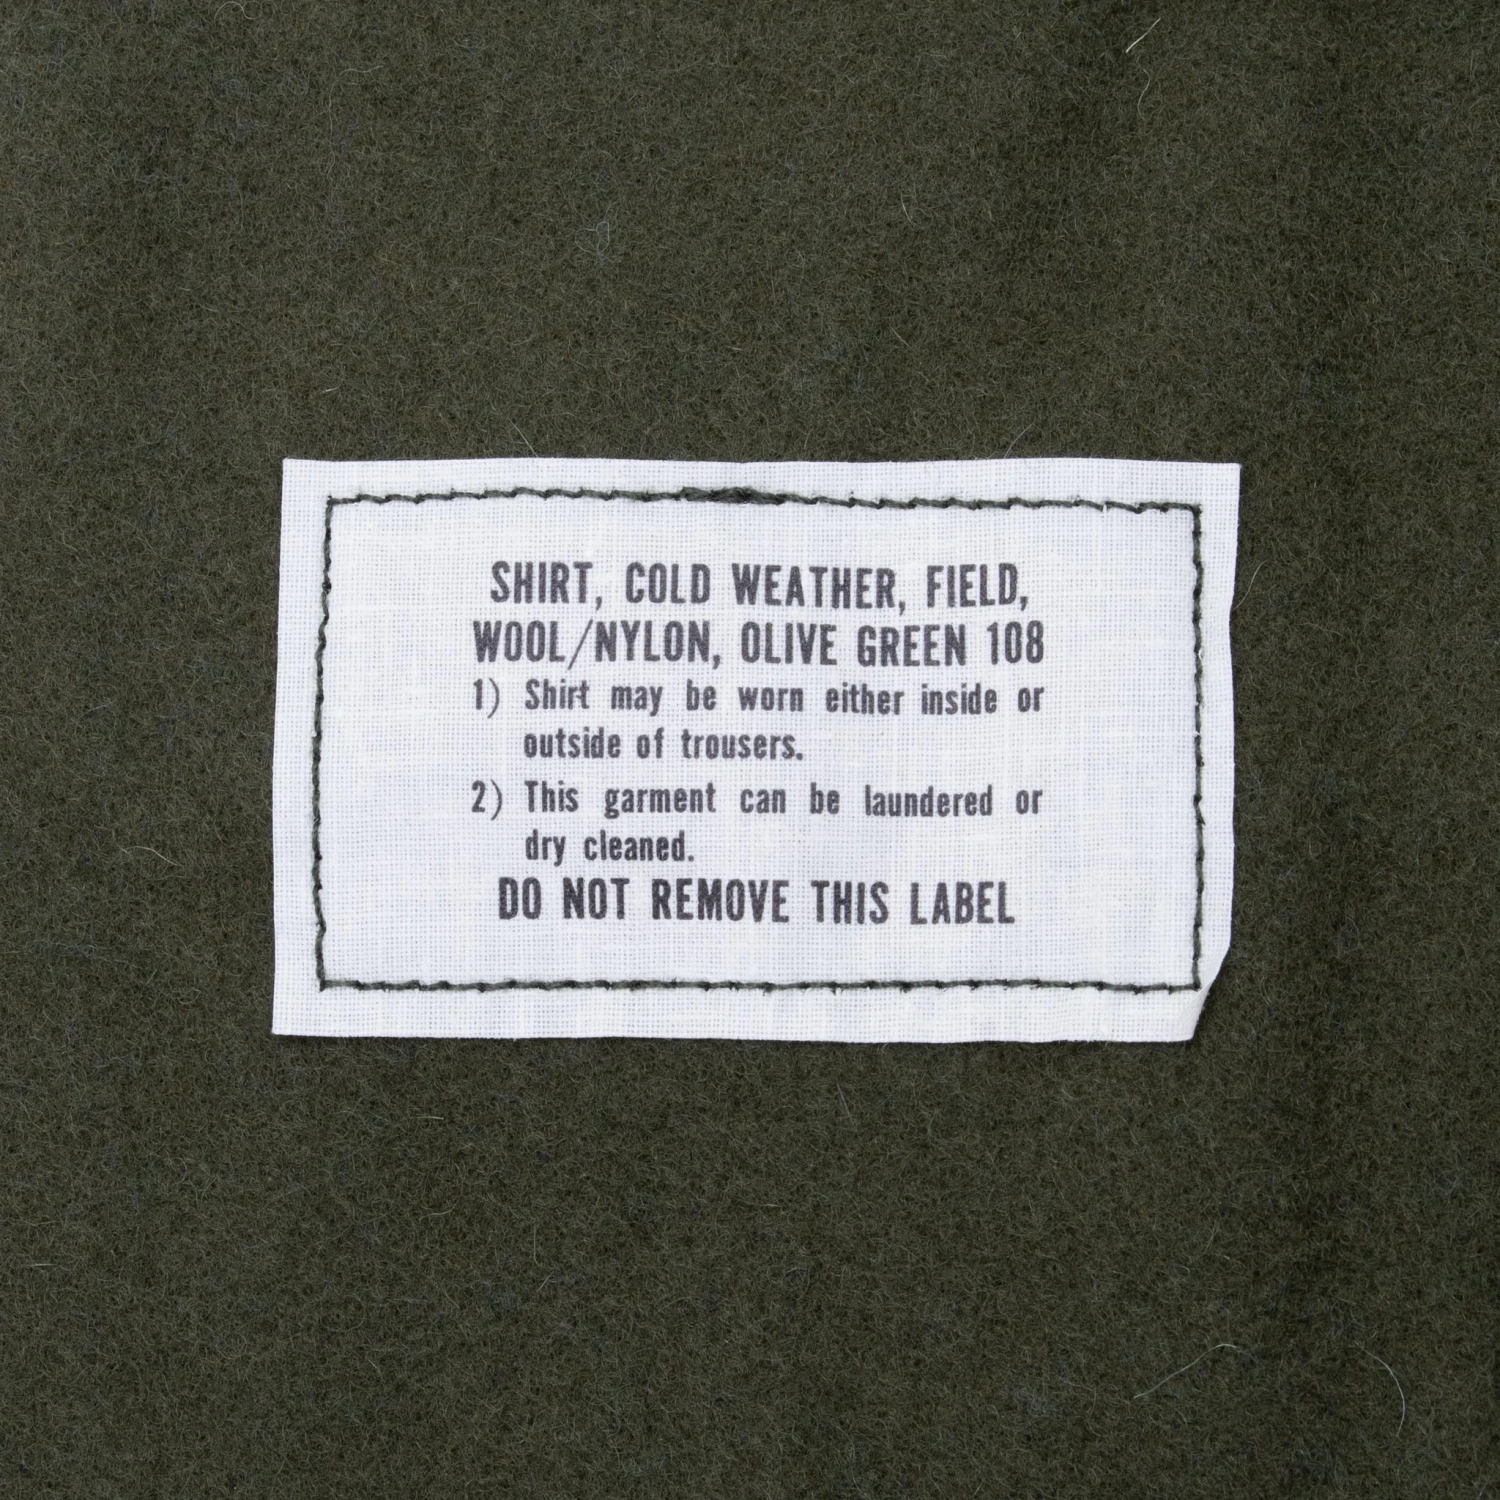 SHIRT, COLD WEATHER, FIELD,
WOOL/NYLON, OLIVE GREEN 108
1) Shirt may be worn either inside or
outside of trousers.
2) This garment can be laundered or
dry cleaned.
DO NOT REMOVE THIS LABEL